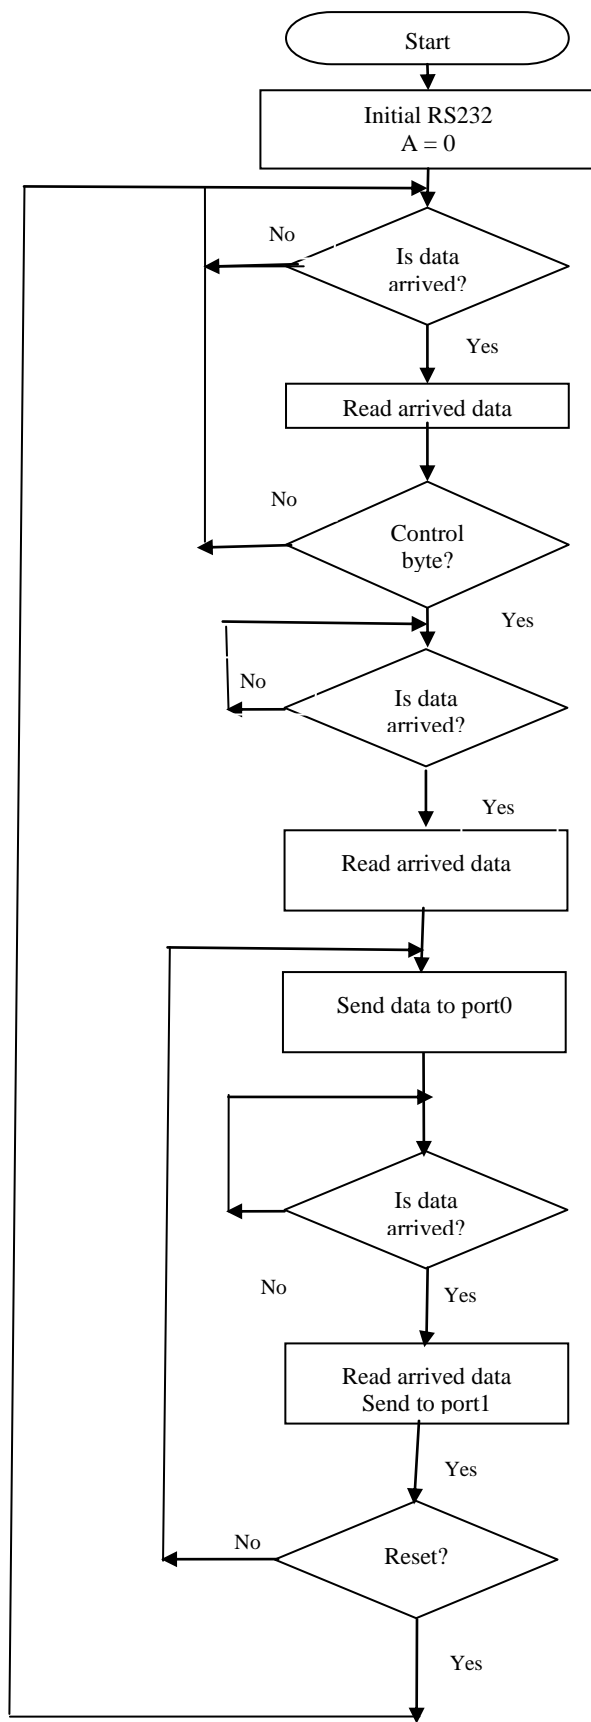 Start
Initial RS232
A = 0
No
Is data
arrived?
Yes
Read arrived data
No
Control
byte?
Yes
No
Is data
arrived?
Yes
Read arrived data
Send data to port0
Is data
arrived?
No
Yes
Read arrived data
Send to port1
Yes
No
Reset?
Yes